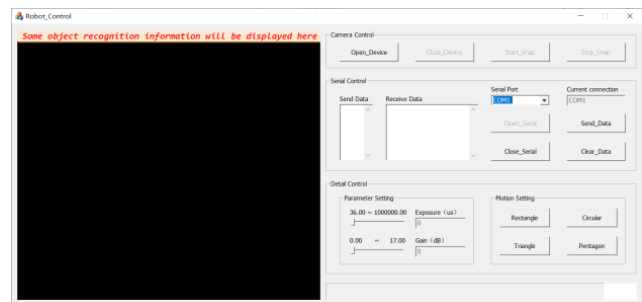 Robot_Control
Some object recognition information will be displayed here
Camera Control
Open_Device
Close_Device
Start_Snap
Stop_Snap
Serial Control
Send Data
Receive Data
Serial Port
Current connection
COM1
COM1
Open_Serial
Send_Data
Close_Serial
Clear_Data
Detail Control
Parameter Setting
36.00 ~ 1000000.00
Exposure (us)
0
0.00 ~ 17.00
Gain (dB)
0
Motion Setting
Rectangle
Circular
Triangle
Pentagon